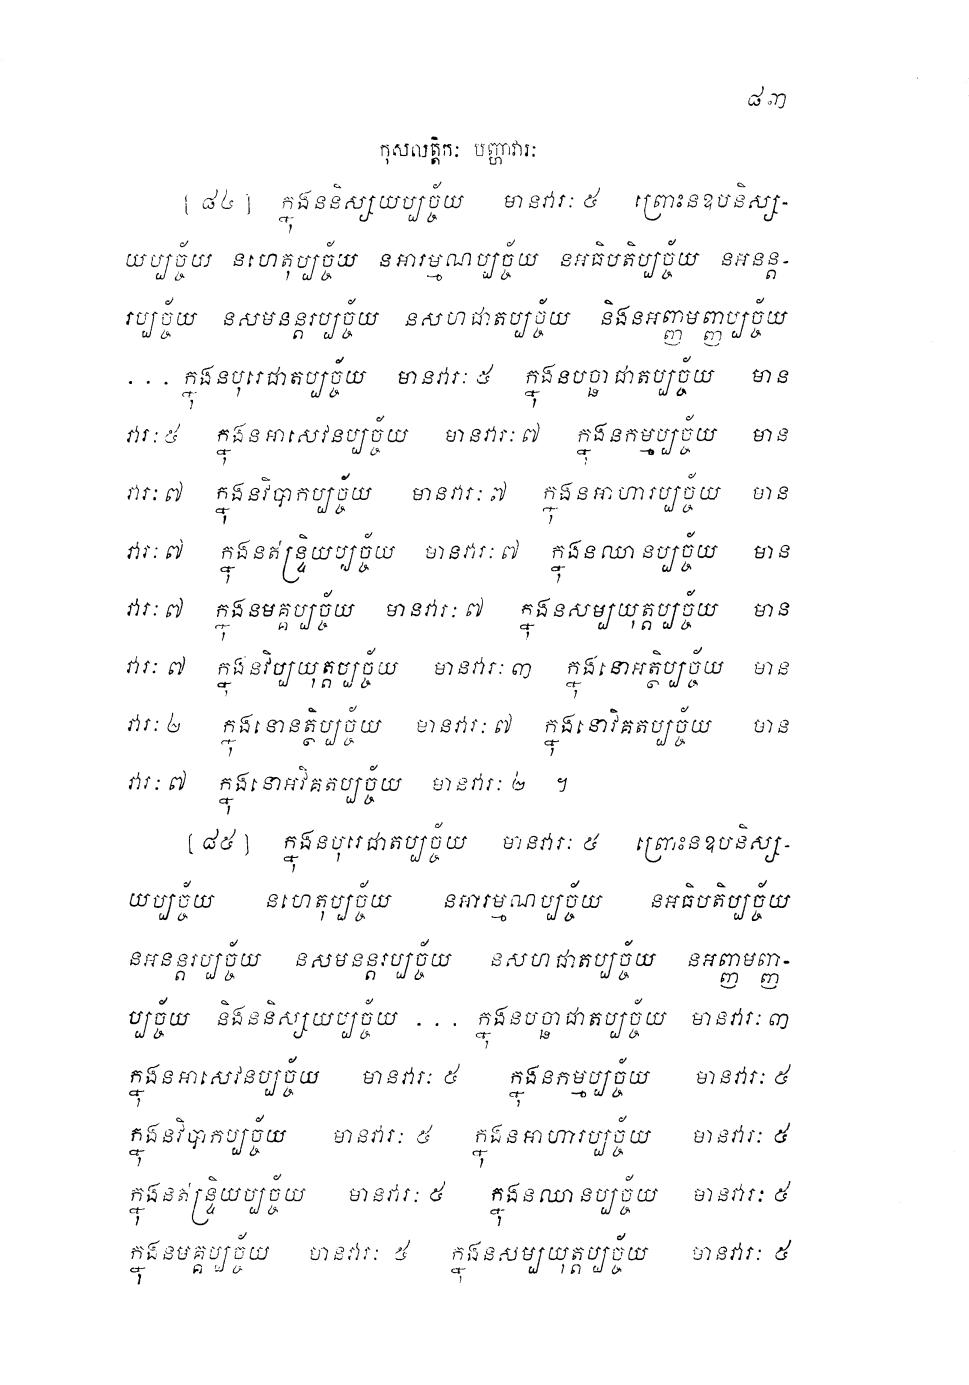 ៨៣
កុសលត្តិកៈ បញ្ហាវារៈ
[៨៤] ក្នុងននិស្សយប្បច្ច័យ មានវារៈ ៥ ព្រោះនឧបនិស្ស-
យប្បច្ច័យ នហេតុប្បច្ច័យ នអារម្មណប្បច្ច័យ នអធិបតិប្បច្ច័យ នអនន្ត-
រប្បច្ច័យ នសមនន្តរប្បច្ច័យ នសហជាតប្បច្ច័យ និងនអញ្ញាមញ្ញប្បច្ច័យ
... ក្នុងនបុរេជាតប្បច្ច័យ មានវារៈ ៥ ក្នុងនបច្ឆាជាតប្បច្ច័យ មាន
វារៈ ៥ ក្នុងនអាសេវនប្បច្ច័យ មានវារៈ ៧ ក្នុងនកម្មប្បច្ច័យ មាន
វារៈ ៧ ក្នុងនវិបាកប្បច្ច័យ មានវារៈ ៧ ក្នុងនអាហារប្បច្ច័យ មាន
វារៈ ៧ ក្នុងនឥន្ទ្រិយប្បច្ច័យ មានវារៈ ៧ ក្នុងនឈានប្បច្ច័យ មាន
វារៈ ៧ ក្នុងនមគ្គប្បច្ច័យ មានវារៈ ៧ ក្នុងនសម្បយុត្តប្បច្ច័យ មាន
វារៈ ៧ ក្នុងនវិប្បយុត្តប្បច្ច័យ មានវារៈ ៣ ក្នុងនោអត្ថិប្បច្ច័យ មាន
វារៈ ២ ក្នុងនោនត្ថិប្បច្ច័យ មានវារៈ ៧ ក្នុងនោវិគតប្បច្ច័យ មាន
វារៈ ៧ ក្នុងនោអវិគតប្បច្ច័យ មានវារៈ ២ ។
[៨៥] ក្នុងនបុរេជាតប្បច្ច័យ មានវារៈ ៥ ព្រោះនឧបនិស្ស-
យប្បច្ច័យ នហេតុប្បច្ច័យ នអារម្មណប្បច្ច័យ នអធិបតិប្បច្ច័យ
នអនន្តរប្បច្ច័យ នសមនន្តរប្បច្ច័យ នសហជាតប្បច្ច័យ នអញ្ញាមញ្ញ-
ប្បច្ច័យ និងននិស្សយប្បច្ច័យ ... ក្នុងនបច្ឆាជាតប្បច្ច័យ មានវារៈ ៣
ក្នុងនអាសេវនប្បច្ច័យ មានវារៈ ៥ ក្នុងនកម្មប្បច្ច័យ មានវារៈ ៥
ក្នុងនវិបាកប្បច្ច័យ មានវារៈ ៥ ក្នុងនអាហារប្បច្ច័យ មានវារៈ ៥
ក្នុងនឥន្ទ្រិយប្បច្ច័យ មានវារៈ ៥ ក្នុងនឈានប្បច្ច័យ មានវារៈ ៥
ក្នុងនមគ្គប្បច្ច័យ មានវារៈ ៥ ក្នុងនសម្បយុត្តប្បច្ច័យ មានវារៈ ៥